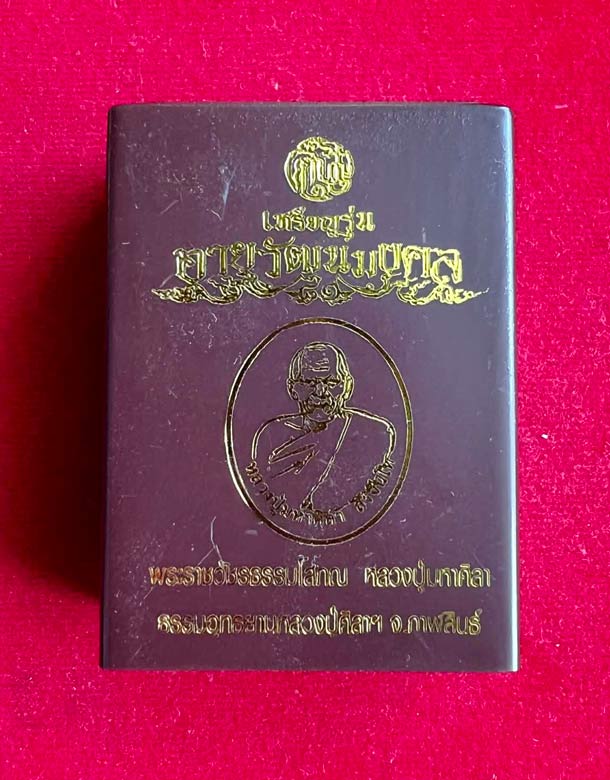 เหรียญรุ่น
อายุวัฒนมงคล
๘๑
หลวงปู่มหาศิลา สิริจันโท
พระราชวัชรธรรมโสภณ หลวงปู่มหาศิลา
ธรรมอุทยานหลวงปู่ศิลาฯ จ.กาฬสินธุ์